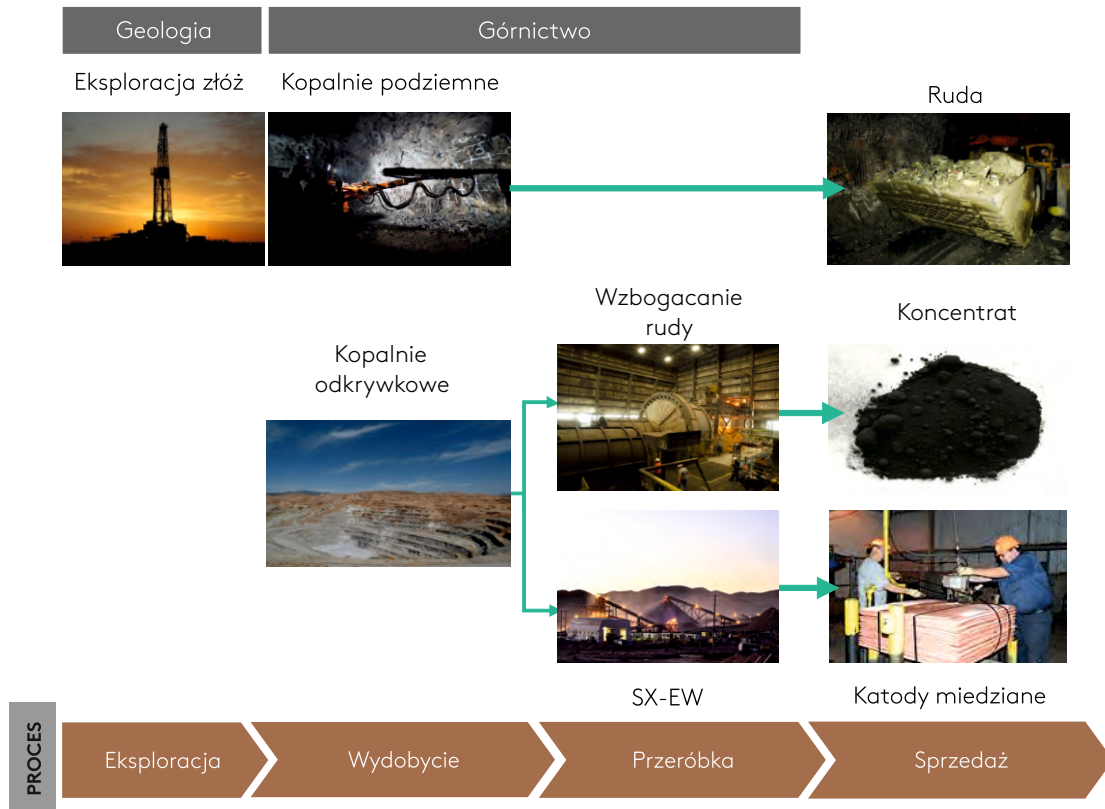 Geologia
Górnictwo
Eksploracja złóż
Kopalnie podziemne
Ruda
Wzbogacanie
rudy
Koncentrat
Kopalnie
odkrywkowe
SX-EW
Katody miedziane
PROCES
Eksploracja
Wydobycie
Przeróbka
Sprzedaż